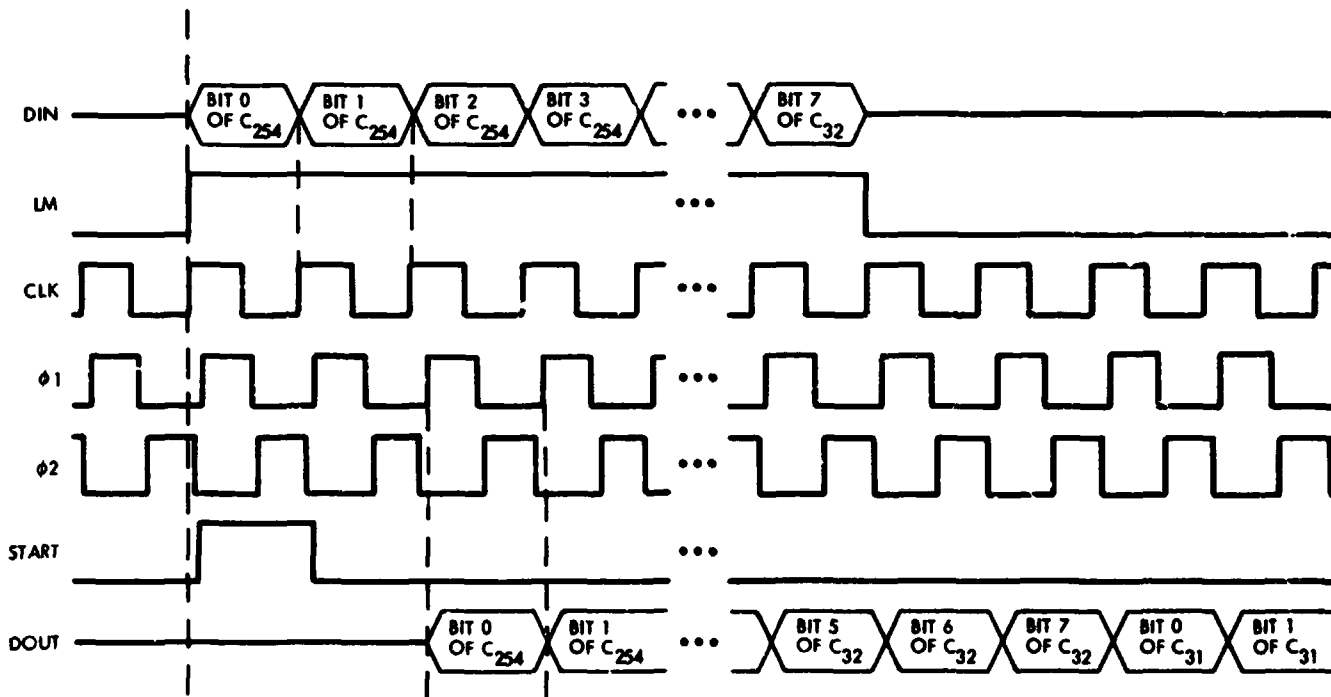 DIN
BIT 0
OF C254
BIT 1
OF C254
BIT 2
OF C254
BIT 3
OF C254
•••
BIT 7
OF C32
LM
•••
CLK
•••
ϕ1
•••
ϕ2
•••
START
•••
DOUT
BIT 0
OF C254
BIT 1
OF C254
•••
BIT 5
OF C32
BIT 6
OF C32
BIT 7
OF C32
BIT 0
OF C31
BIT 1
OF C31